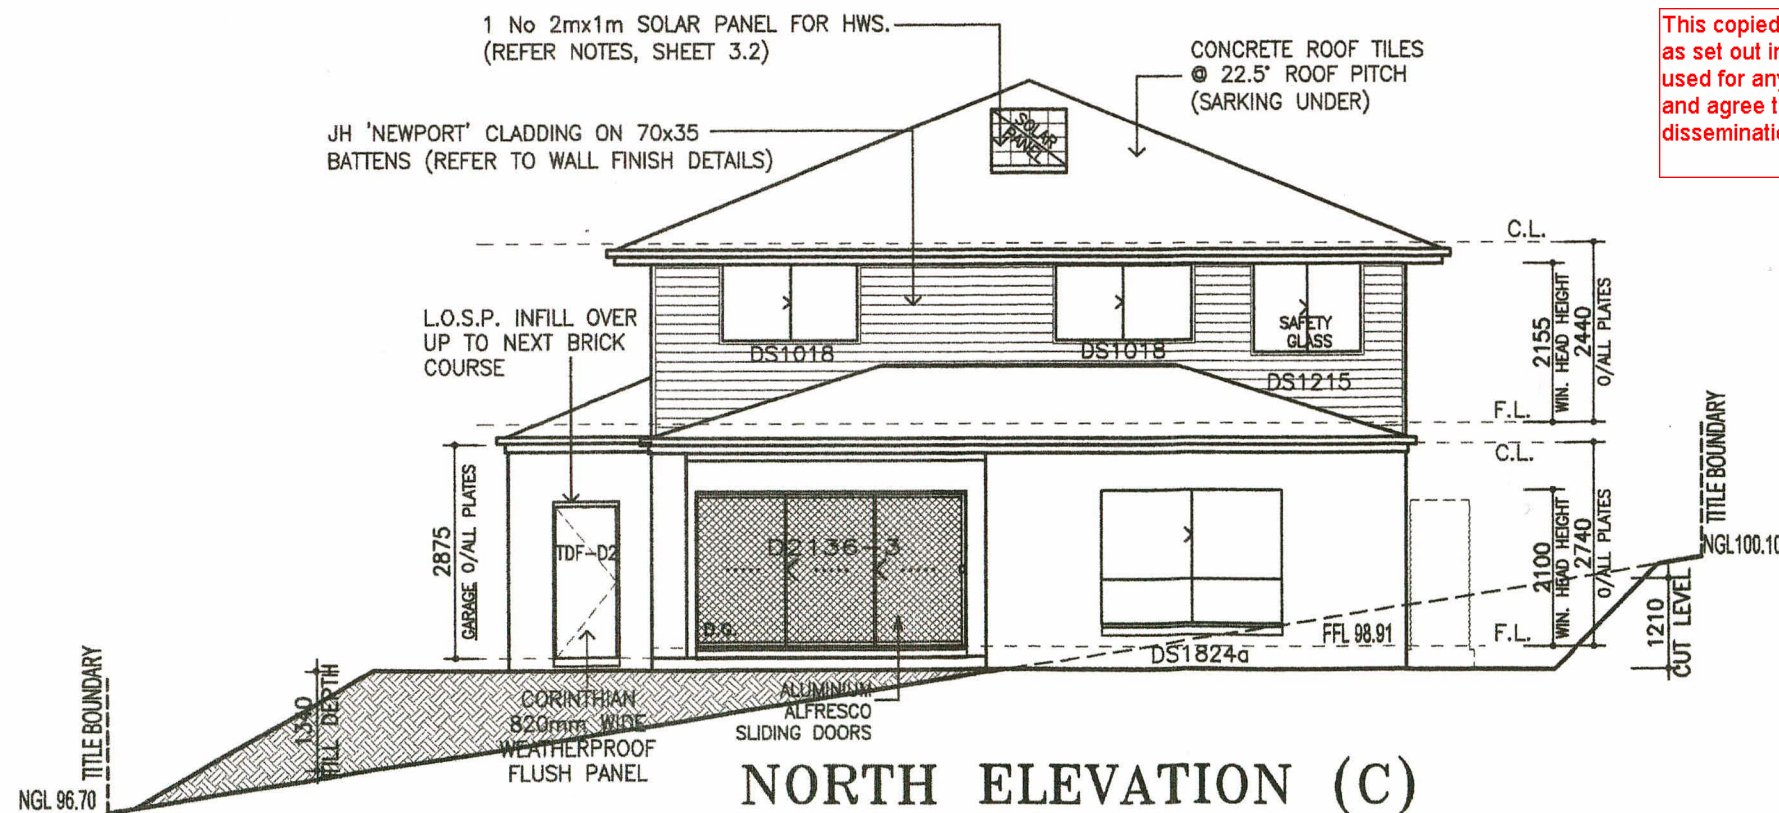 1 No 2mx1m SOLAR PANEL FOR HWS.
(REFER NOTES, SHEET 3.2)
CONCRETE ROOF TILES
@ 22.5° ROOF PITCH
(SARKING UNDER)
This copied
as set out in
used for any
and agree t
disseminati
JH 'NEWPORT' CLADDING ON 70x35
BATTENS (REFER TO WALL FINISH DETAILS)
SOLAR
PANEL
C.L.
L.O.S.P. INFILL OVER
UP TO NEXT BRICK
COURSE
DS1018
DS1018
SAFETY
GLASS
DS1215
2155
WIN. HEAD HEIGHT
2440
O/ALL PLATES
F.L.
C.L.
2875
GARAGE O/ALL PLATES
TDF-D2
D2136-3
D.G.
DS1824a
FFL 98.91
2100
WIN. HEAD HEIGHT
2740
O/ALL PLATES
F.L.
TITLE BOUNDARY
NGL100.10
1210
CUT LEVEL
TITLE BOUNDARY
NGL 96.70
1340
FILL DEPTH
CORINTHIAN
820mm WIDE
WEATHERPROOF
FLUSH PANEL
ALUMINIUM
ALFRESCO
SLIDING DOORS
NORTH ELEVATION (C)